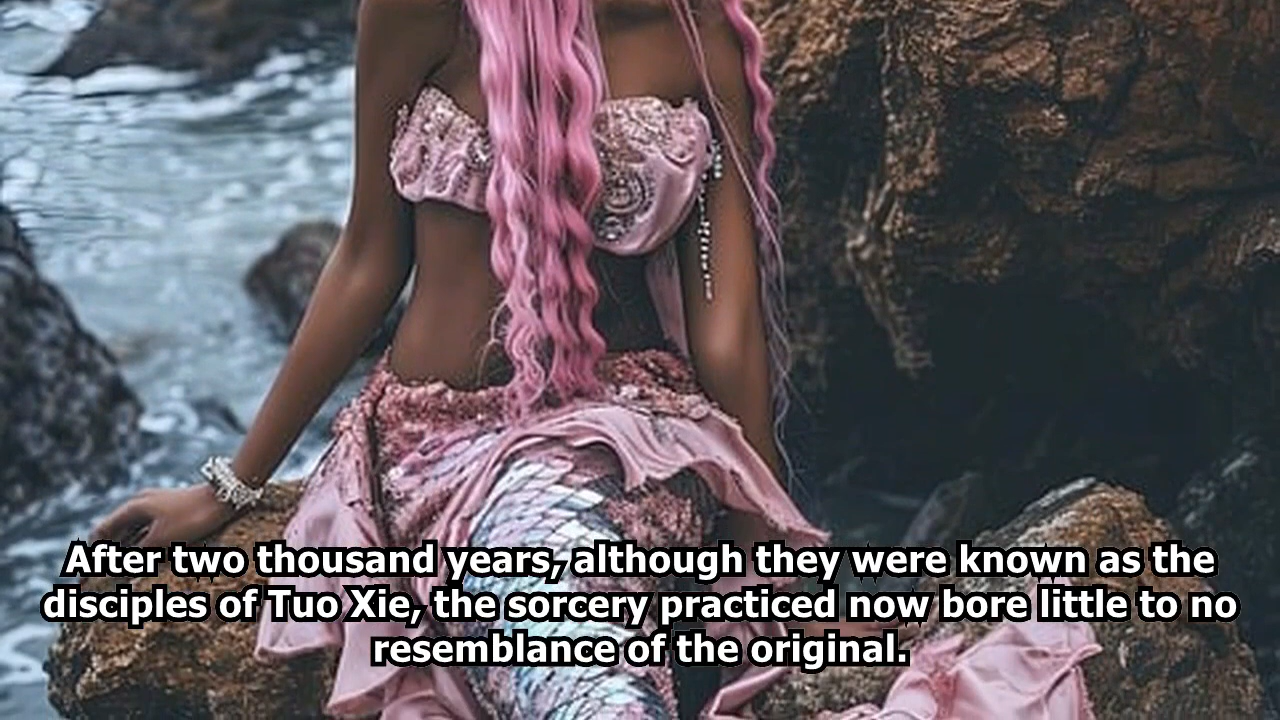 After two thousand years, although they were known as the
disciples of Tuo Xie, the sorcery practiced now bore little to no
resemblance of the original.